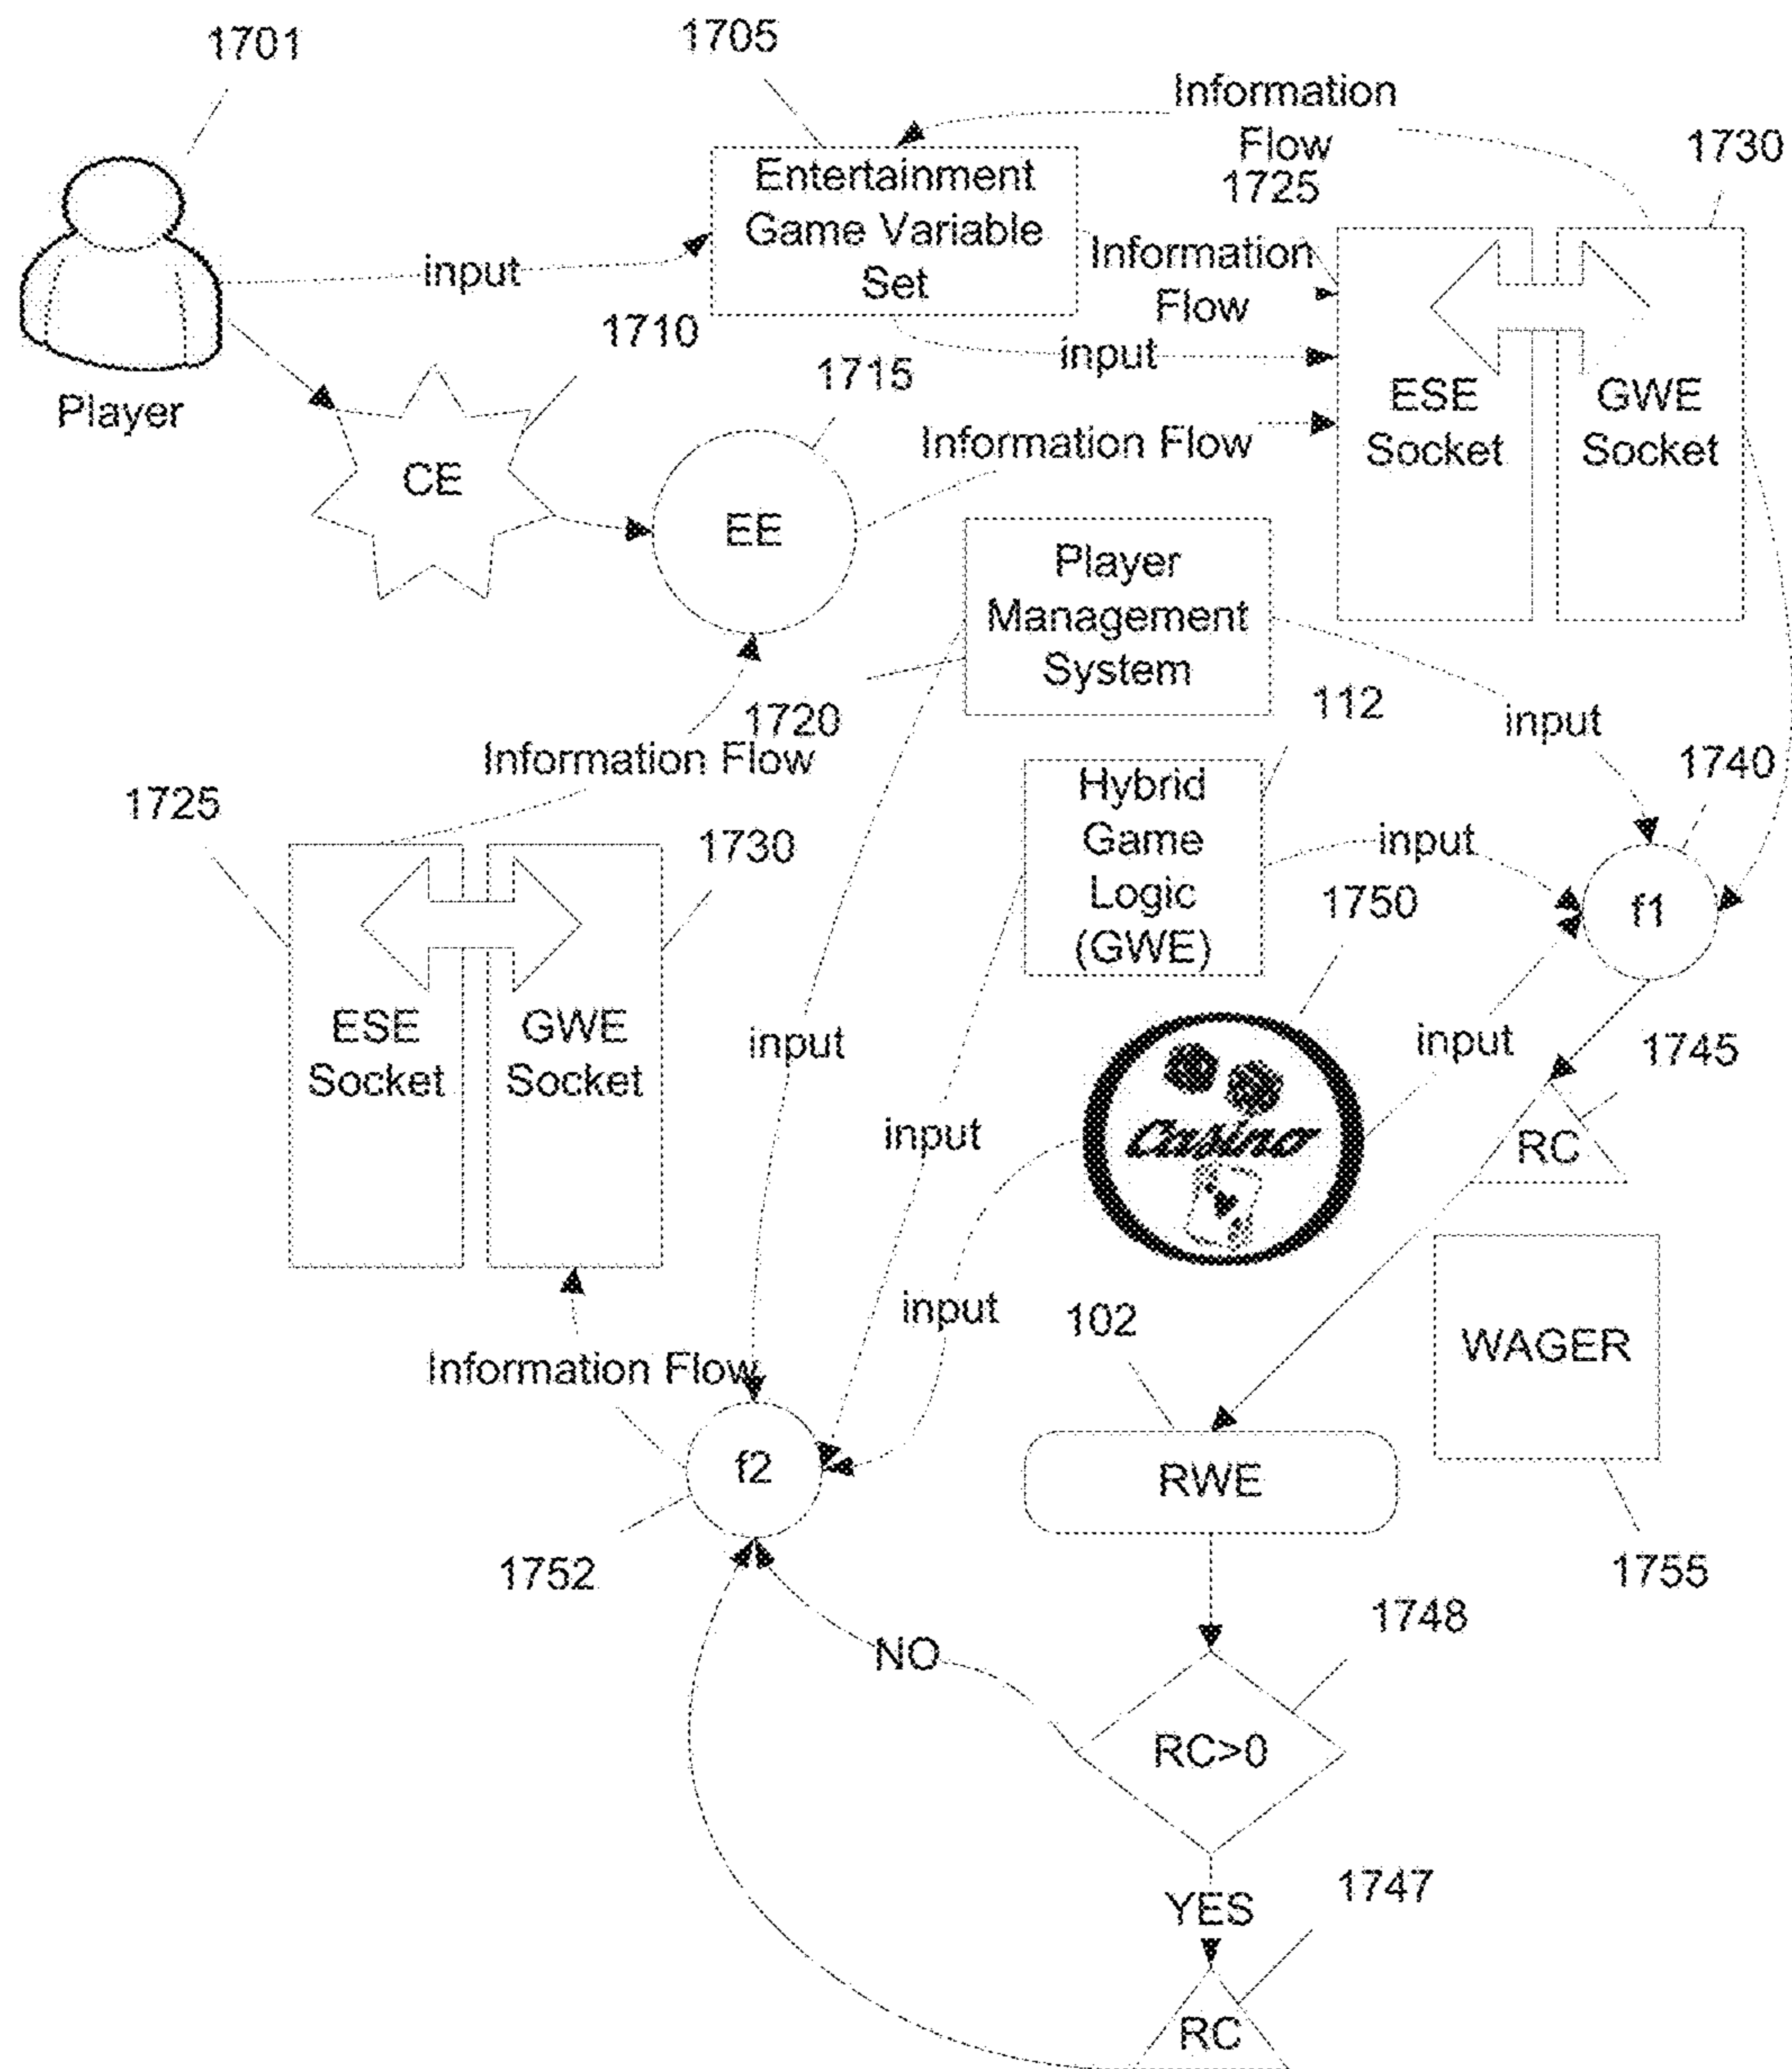 1701
1705
Information
Flow
1725
1730
Entertainment
Game Variable
Set
input
Information
Flow
input
1710
1715
Player
CE
EE
Information Flow
ESE
Socket
GWE
Socket
Player
Management
System
1720
112
input
Information Flow
1740
1725
1730
Hybrid
Game
Logic
(GWE)
input
1750
f1
ESE
Socket
GWE
Socket
input
input
1745
input
Casino
RC
input
102
WAGER
Information Flow
f2
RWE
1752
1755
1748
NO
RC>0
1747
YES
RC